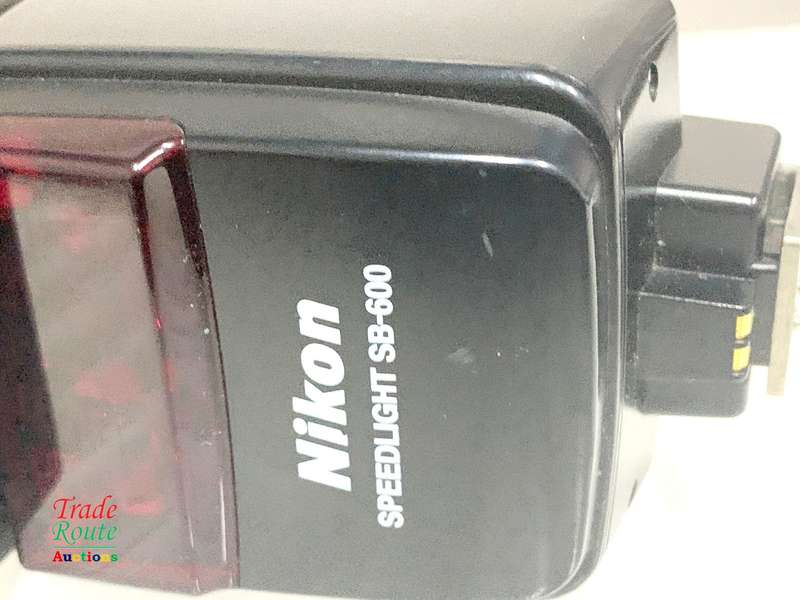 Nikon
SPEEDLIGHT SB-600
Trade
Route
Auctions